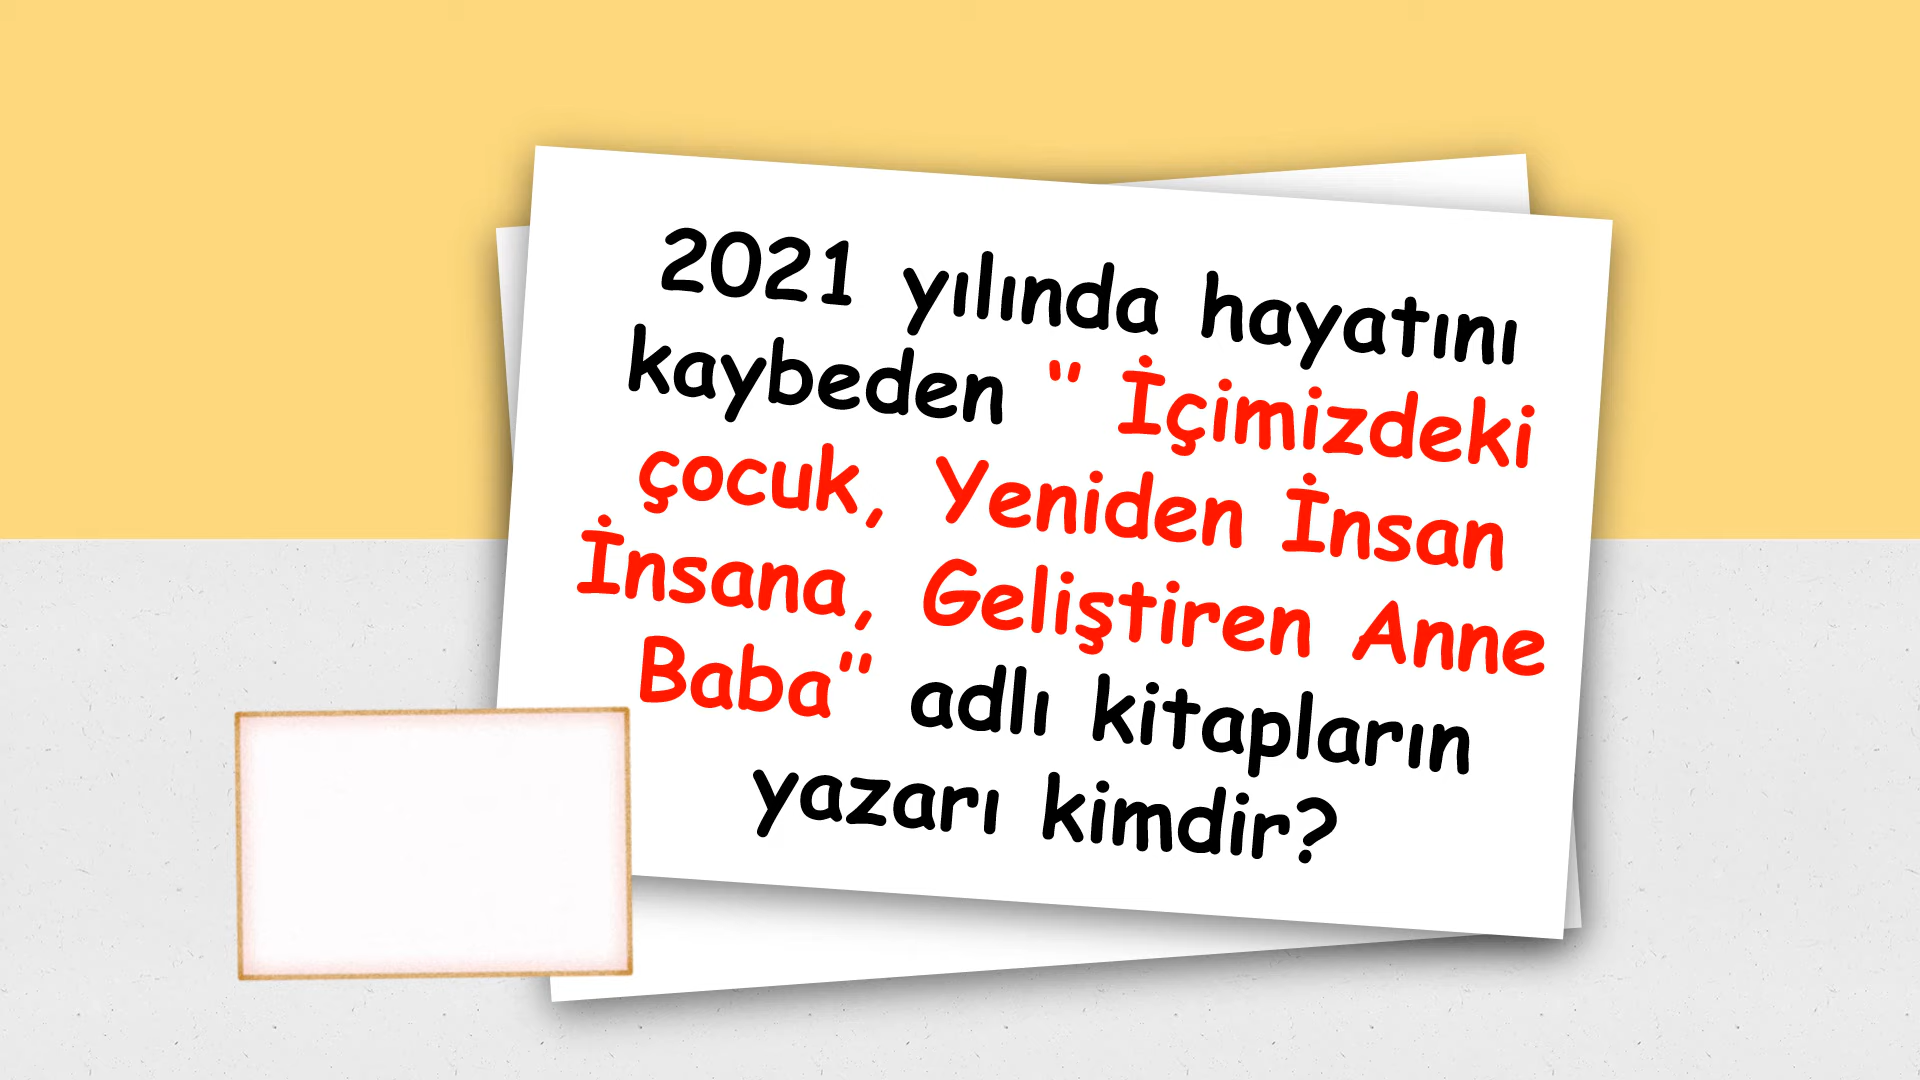 2021 yılında hayatını
kaybeden " İçimizdeki
çocuk, Yeniden İnsan
İnsana, Geliştiren Anne
Baba" adlı kitapların
yazarı kimdir?